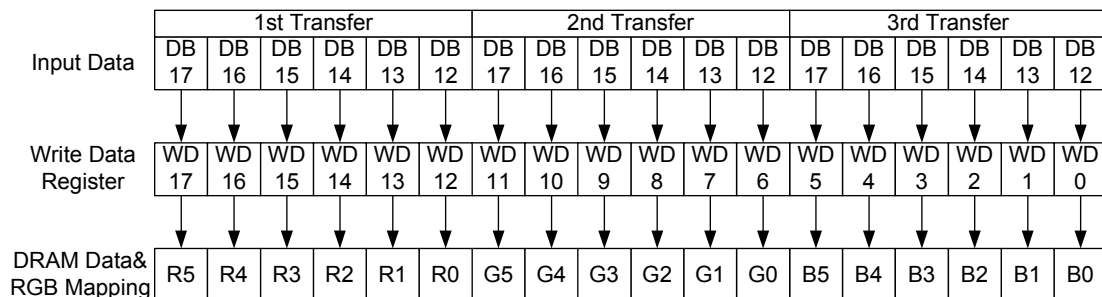 1st Transfer 2nd Transfer 3rd Transfer
Input Data
DB DB DB DB DB DB DB DB DB DB DB DB DB DB DB DB DB DB
17 16 15 14 13 12 17 16 15 14 13 12 17 16 15 14 13 12
Write Data
Register
WD WD WD WD WD WD WD WD WD WD WD WD WD WD WD WD WD WD
17 16 15 14 13 12 11 10 9 8 7 6 5 4 3 2 1 0
DRAM Data&
RGB Mapping
R5 R4 R3 R2 R1 R0 G5 G4 G3 G2 G1 G0 B5 B4 B3 B2 B1 B0